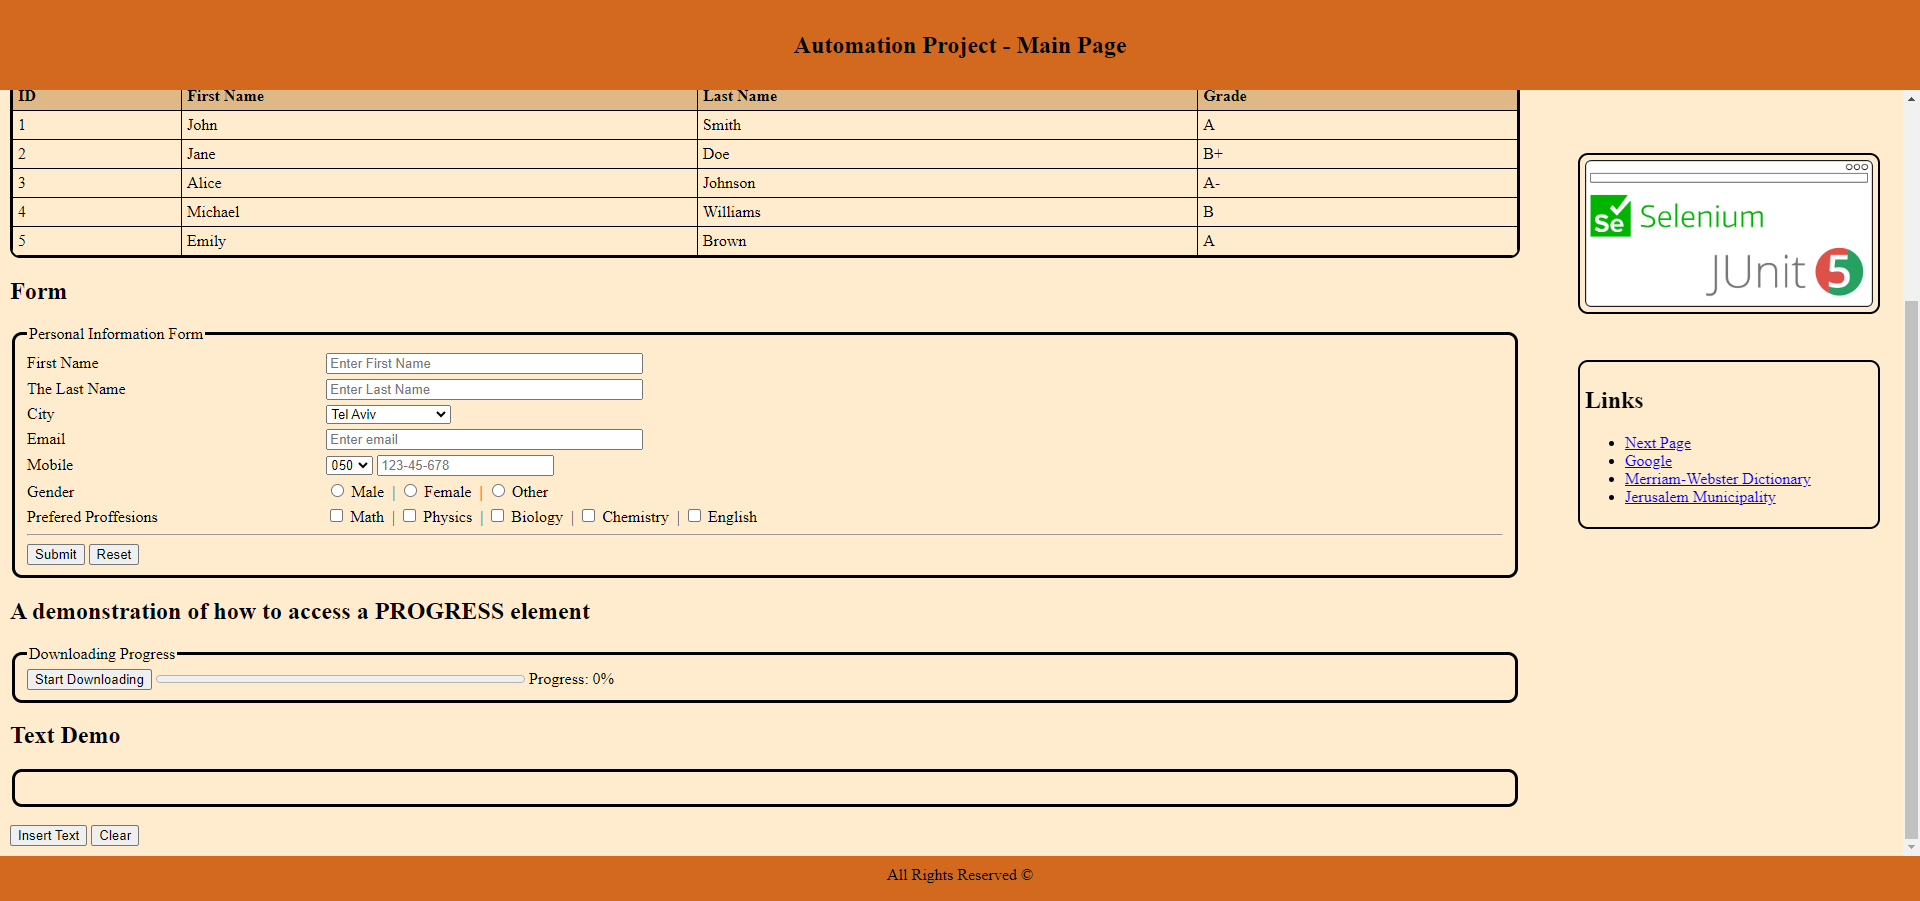 Automation Project - Main Page
ID First Name Last Name Grade
1 John Smith A
2 Jane Doe B+
3 Alice Johnson A-
4 Michael Williams B
5 Emily Brown A
Form
Personal Information Form
First Name Enter First Name
The Last Name Enter Last Name
City Tel Aviv
Email Enter email
Mobile 050 123-45-678
Gender Male | Female | Other
Prefered Proffesions Math | Physics | Biology | Chemistry | English
Submit Reset
A demonstration of how to access a PROGRESS element
Downloading Progress
Start Downloading Progress: 0%
Text Demo
Insert Text Clear
Se Selenium
JUnit 5
Links
Next Page
Google
Merriam-Webster Dictionary
Jerusalem Municipality
All Rights Reserved ©